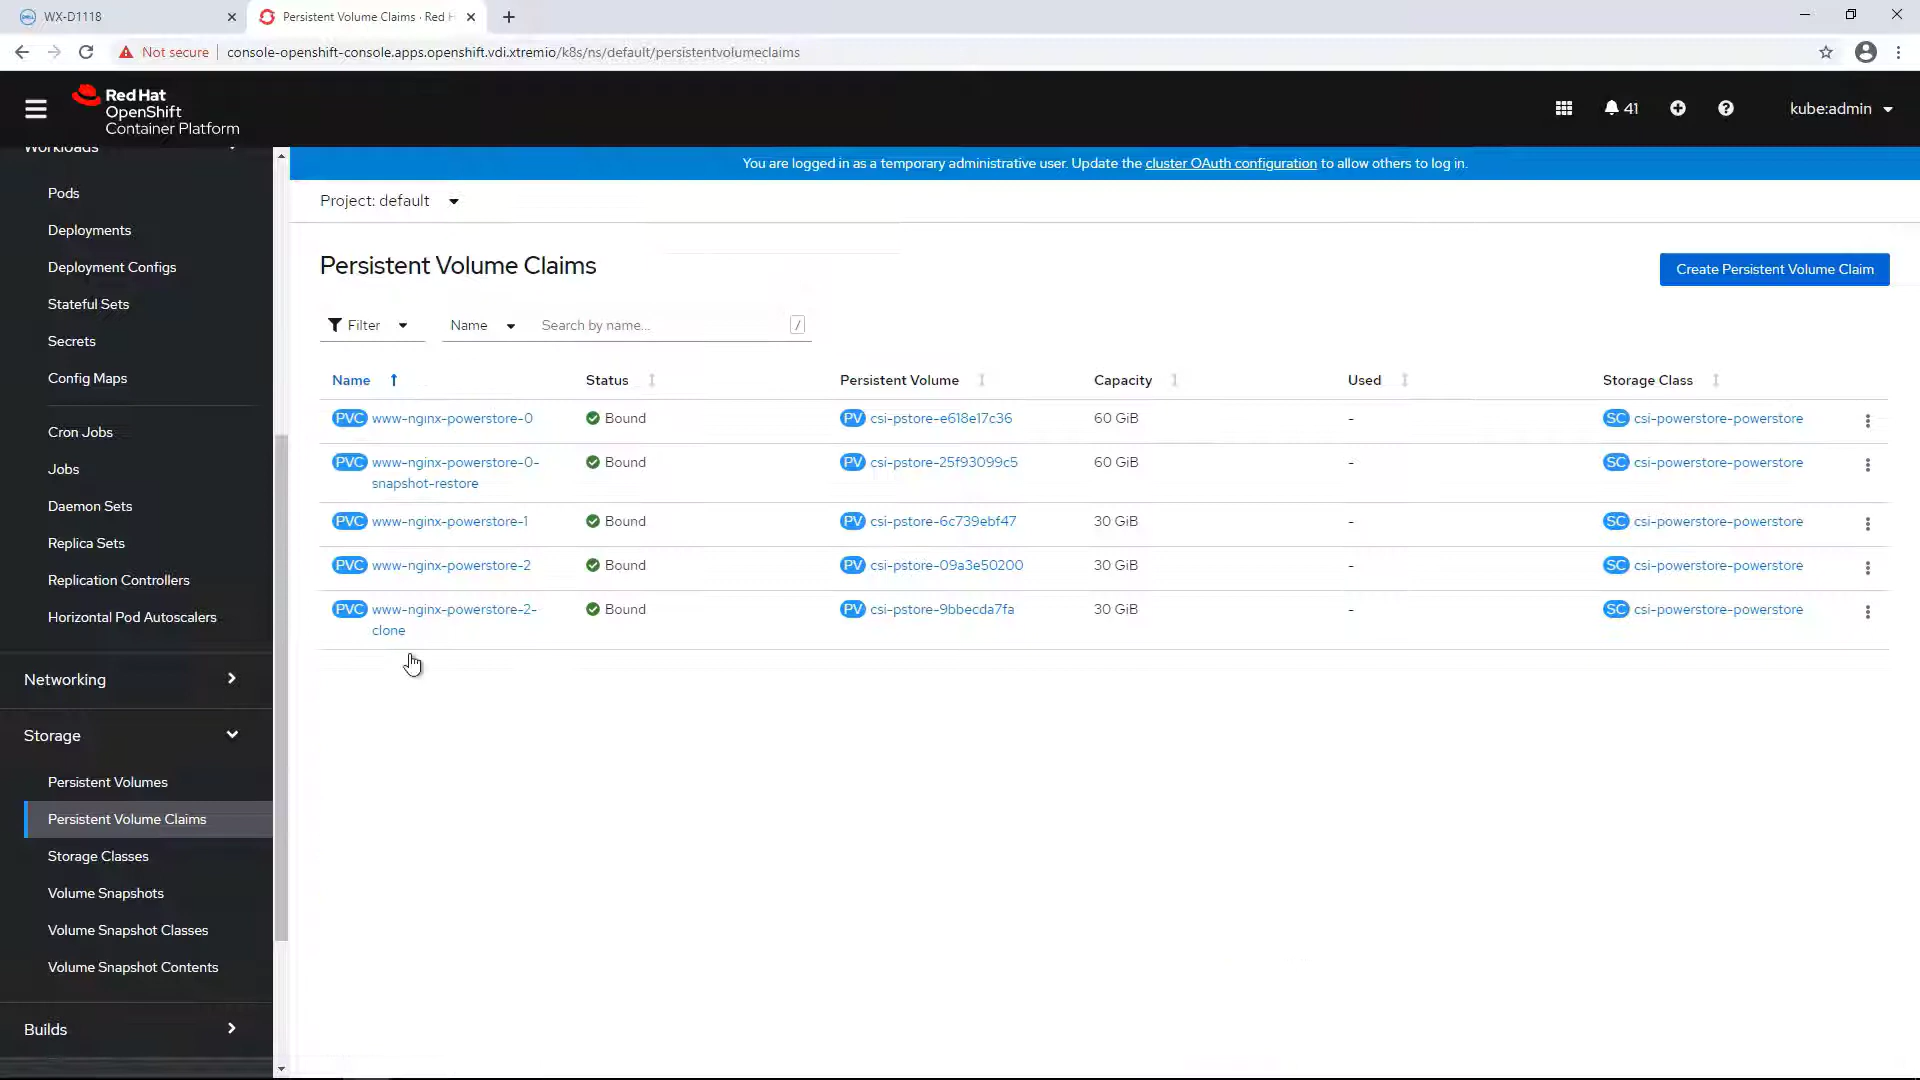 WX-D1118
Persistent Volume Claims · Red H
Not secure
console-openshift-console.apps.openshift.vdi.xtremio/k8s/ns/default/persistentvolumeclaims
Red Hat
OpenShift
Container Platform
41
kube:admin
Workloads
Pods
Deployments
Deployment Configs
Stateful Sets
Secrets
Config Maps
Cron Jobs
Jobs
Daemon Sets
Replica Sets
Replication Controllers
Horizontal Pod Autoscalers
Networking
Storage
Persistent Volumes
Persistent Volume Claims
Storage Classes
Volume Snapshots
Volume Snapshot Classes
Volume Snapshot Contents
Builds
You are logged in as a temporary administrative user. Update the cluster OAuth configuration to allow others to log in.
Project: default
Persistent Volume Claims
Create Persistent Volume Claim
Filter
Name
Search by name...
/
Name Status Persistent Volume Capacity Used Storage Class
PVC www-nginx-powerstore-0 Bound PV csi-pstore-e618e17c36 60 GiB - SC csi-powerstore-powerstore
PVC www-nginx-powerstore-0- Bound PV csi-pstore-25f93099c5 60 GiB - SC csi-powerstore-powerstore
snapshot-restore
PVC www-nginx-powerstore-1 Bound PV csi-pstore-6c739ebf47 30 GiB - SC csi-powerstore-powerstore
PVC www-nginx-powerstore-2 Bound PV csi-pstore-09a3e50200 30 GiB - SC csi-powerstore-powerstore
PVC www-nginx-powerstore-2- Bound PV csi-pstore-9bbecda7fa 30 GiB - SC csi-powerstore-powerstore
clone